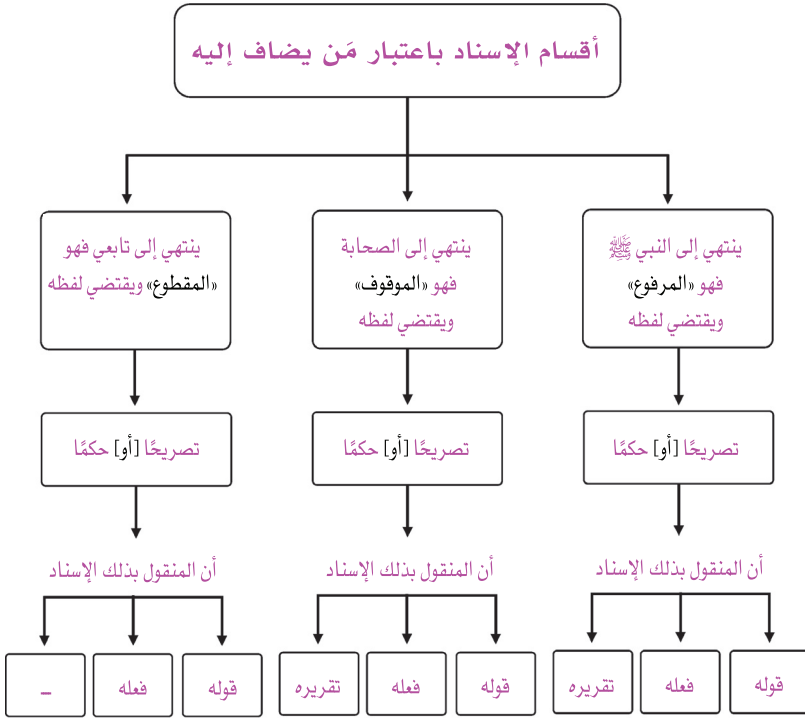 أقسام الإسناد باعتبار مَن يضاف إليه
ينتهي إلى النبي ﷺ
فهو «المرفوع»
ويقتضي لفظه
تصريحًا [أو] حكمًا
أن المنقول بذلك الإسناد
قوله
فعله
تقريره
ينتهي إلى الصحابة
فهو «الموقوف»
ويقتضي لفظه
تصريحًا [أو] حكمًا
أن المنقول بذلك الإسناد
قوله
فعله
تقريره
ينتهي إلى تابعي فهو
«المقطوع» ويقتضي لفظه
تصريحًا [أو] حكمًا
أن المنقول بذلك الإسناد
قوله
فعله
–